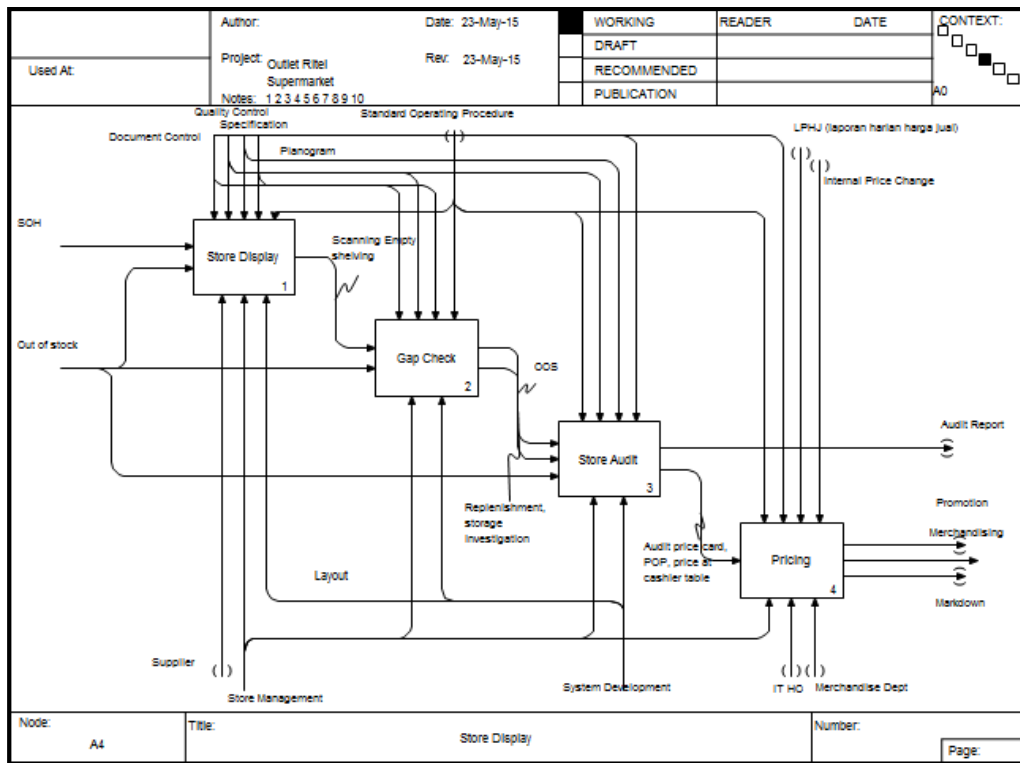 Used At:
Author:
Date: 23-May-15
Project: Outlet Ritel
Supermarket
Rev: 23-May-15
Notes: 1 2 3 4 5 6 7 8 9 10
WORKING
DRAFT
RECOMMENDED
PUBLICATION
READER
DATE
CONTEXT:
A0
Quality Control
Specification
Document Control
Standard Operating Procedure
Planogram
LPHJ (laporan harian harga jual)
Internal Price Change
SOH
Store Display
1
Scanning Empty
shelving
Out of stock
Gap Check
2
OOS
Store Audit
3
Audit Report
Replenishment,
storage
Investigation
Promotion
Merchandising
Audit price card,
POP, price at
cashier table
Pricing
4
Markdown
Layout
Supplier
Store Management
System Development
IT HO
Merchandise Dept
Node:
A4
Title:
Store Display
Number:
Page: